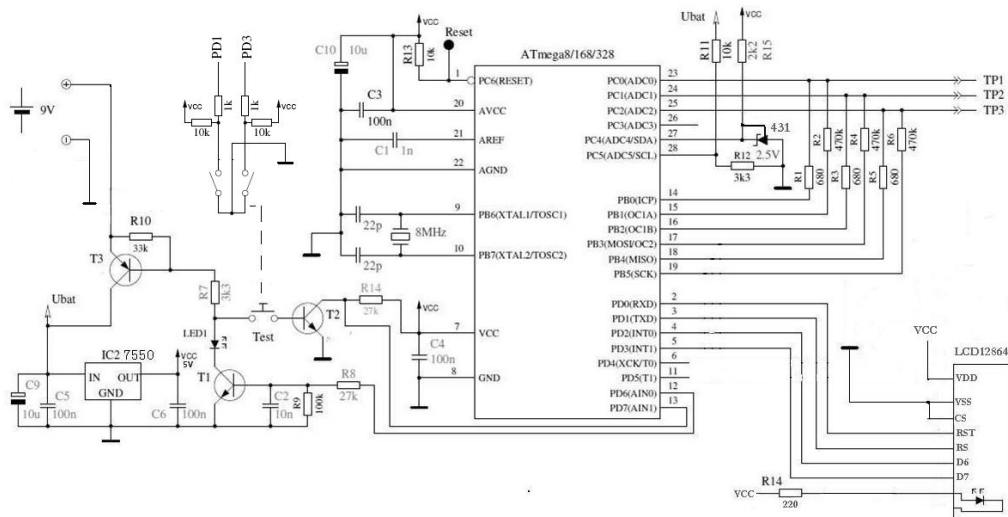 ATmega8/168/328
PD1
PD3
VCC
1k
1k
VCC
10k
10k
9V
C10
10u
VCC
R13
10k
Reset
C3
100n
C1
1n
22p
8MHz
22p
1
PC6(RESET)
20
AVCC
21
AREF
22
AGND
9
PB6(XTAL1/TOSC1)
10
PB7(XTAL2/TOSC2)
7
VCC
8
GND
PC0(ADC0)
23
PC1(ADC1)
24
PC2(ADC2)
25
PC3(ADC3)
26
PC4(ADC4/SDA)
27
PC5(ADC5/SCL)
28
PB0(ICP)
14
PB1(OC1A)
15
PB2(OC1B)
16
PB3(MOSI/OC2)
17
PB4(MISO)
18
PB5(SCK)
19
PD0(RXD)
2
PD1(TXD)
3
PD2(INT0)
4
PD3(INT1)
5
PD4(XCK/T0)
6
PD5(T1)
11
PD6(AIN0)
12
PD7(AIN1)
13
Ubat
R11
10k
VCC
R15
2k2
431
2.5V
R12
3k3
TP1
TP2
TP3
R2
470k
R4
470k
R6
470k
R1
680
R3
680
R5
680
R10
33k
T3
R7
3k3
Ubat
LED1
Test
T2
R14
27k
VCC
C4
100n
IC2 7550
IN
OUT
GND
VCC
5V
C9
10u
C5
100n
C6
100n
T1
C2
10n
R9
100k
R8
27k
VCC
LCD12864
VDD
VSS
CS
RST
RS
D6
D7
R14
VCC
220